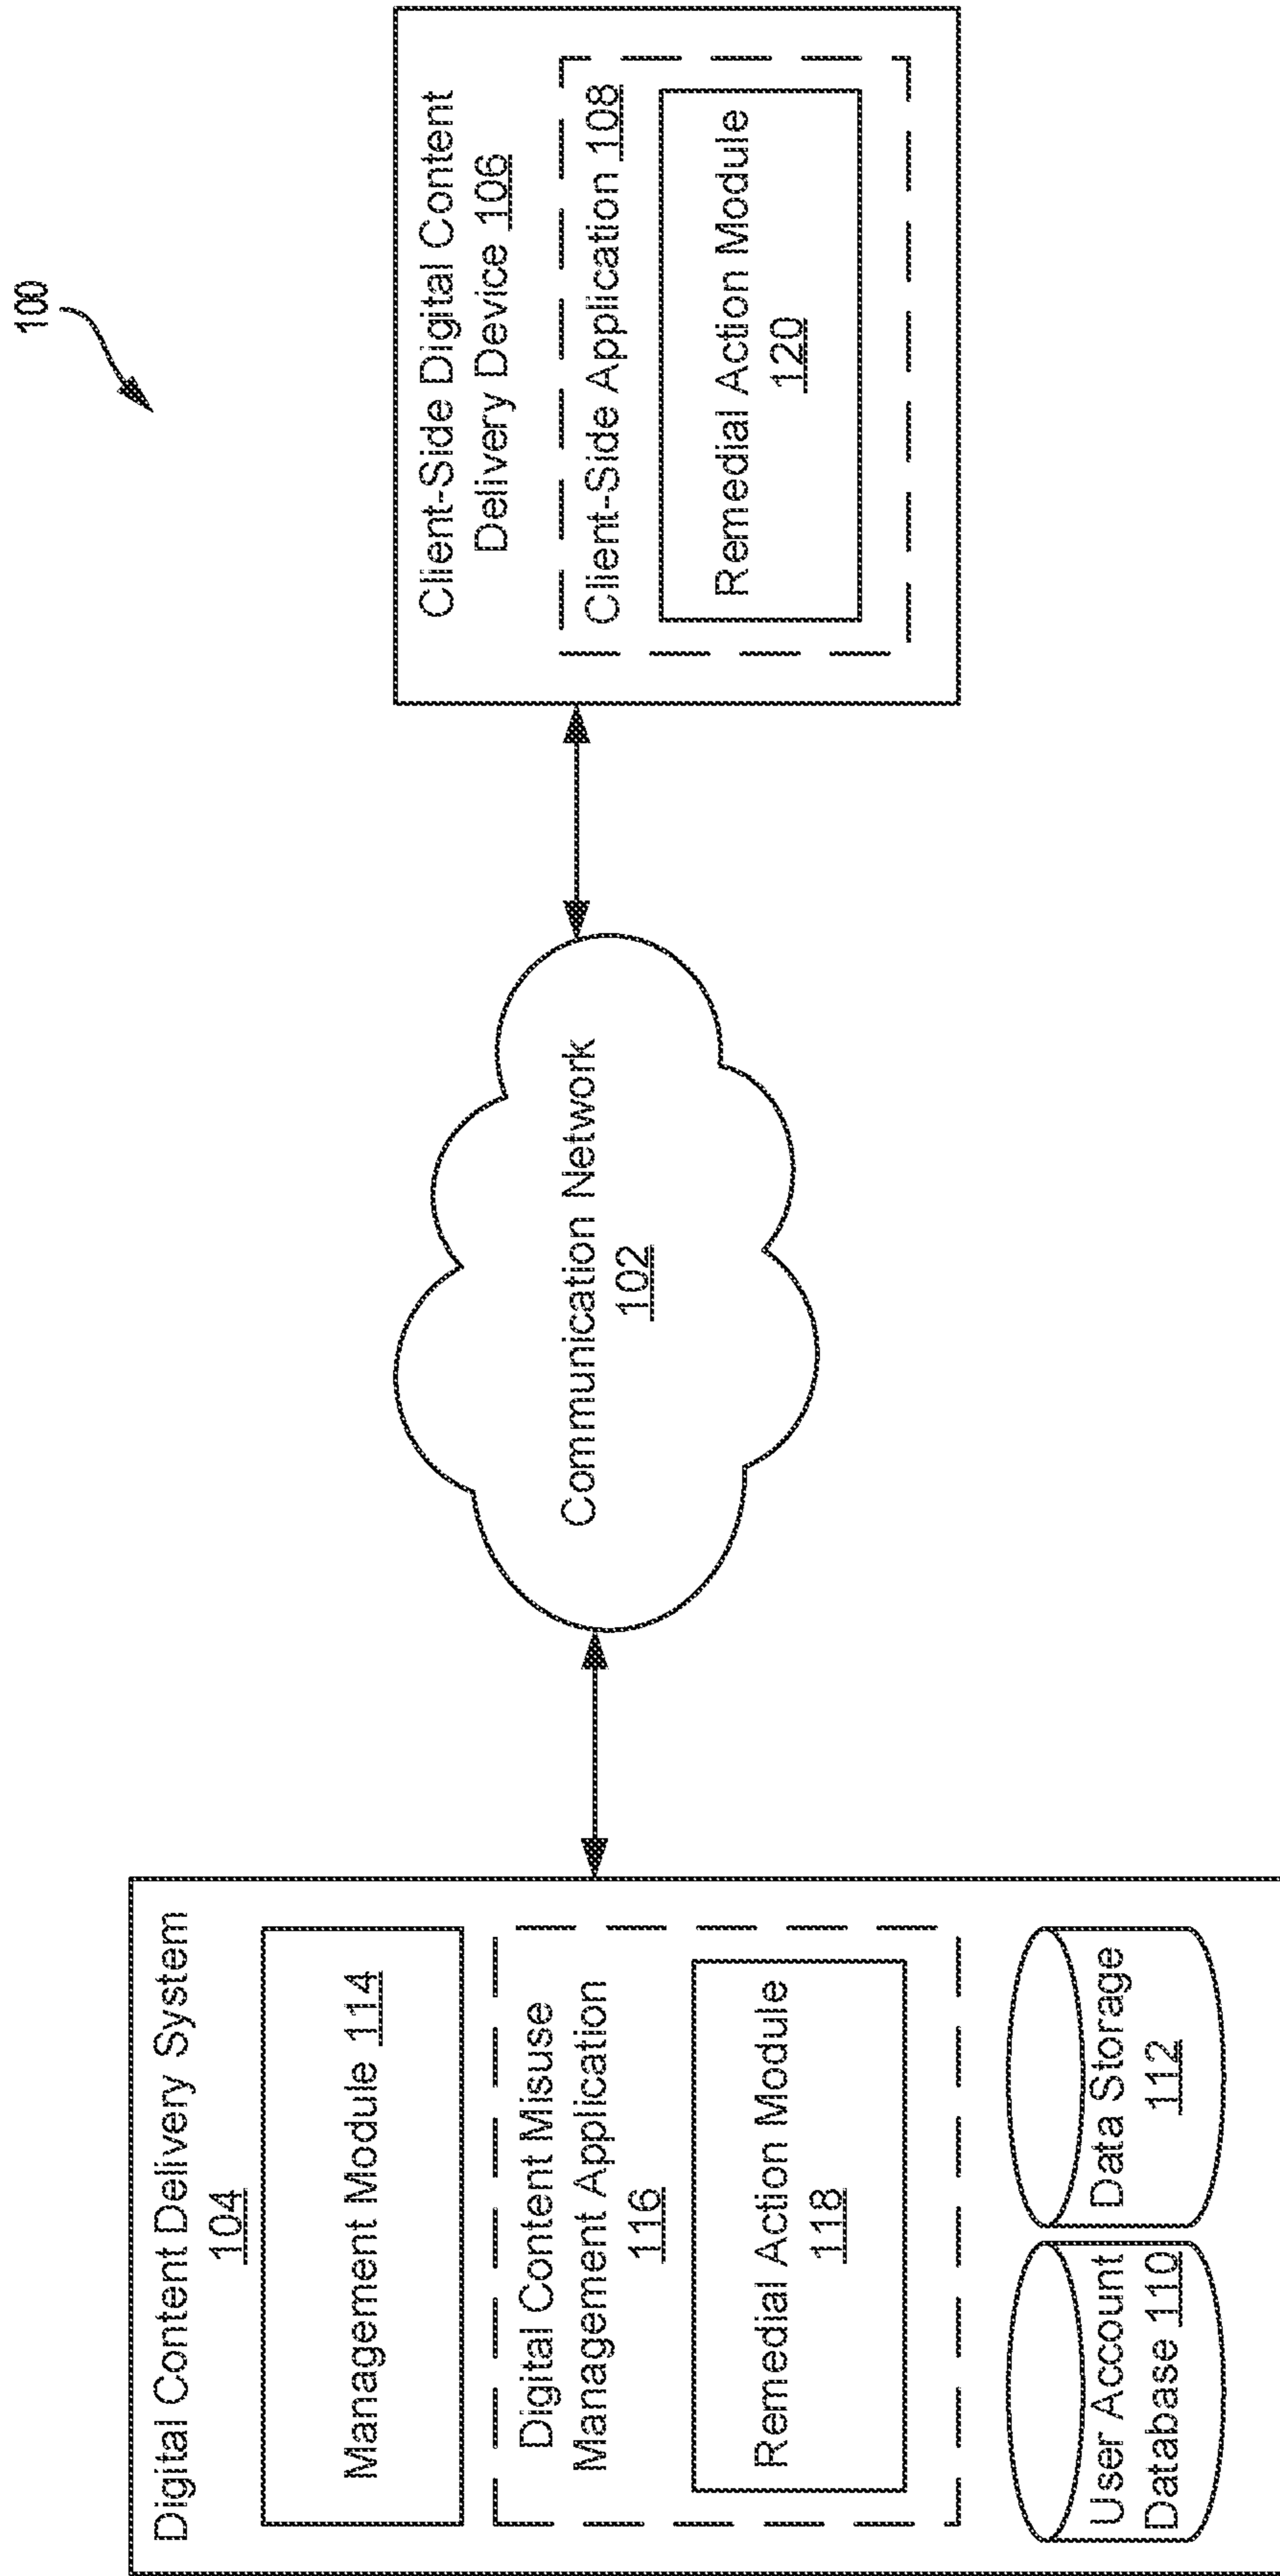 100
Digital Content Delivery System
104
Management Module 114
Digital Content Misuse
Management Application
116
Remedial Action Module
118
User Account
Database 110
Data Storage
112
Communication Network
102
Client-Side Digital Content
Delivery Device 106
Client-Side Application 108
Remedial Action Module
120